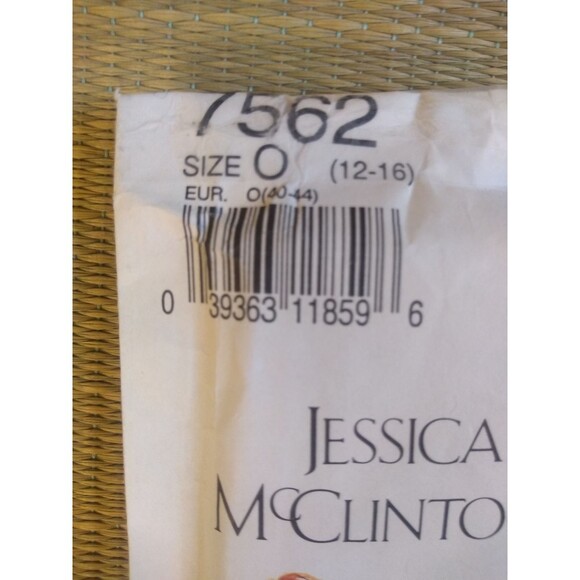 7562
SIZE O (12-16)
EUR. O(40-44)
0 39363 11859 6
JESSICA
MCCLINTO